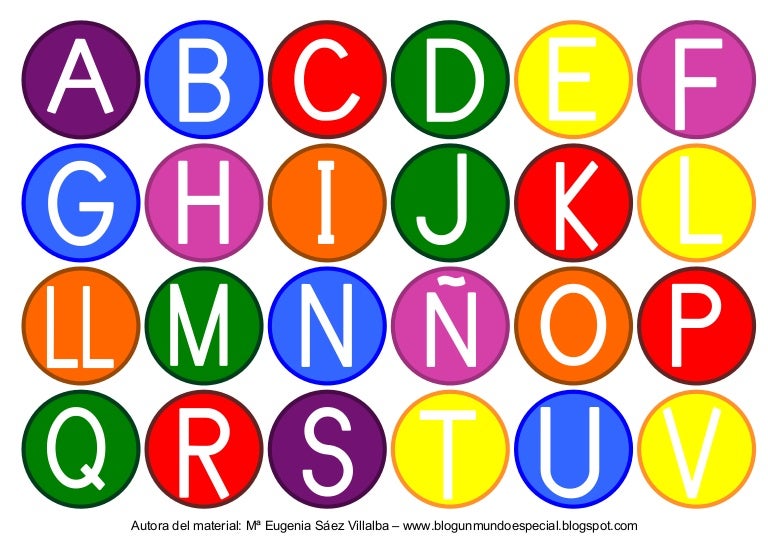 A B C D E F
G H I J K L
LL M N Ñ O P
Q R S T U V
Autora del material: Mª Eugenia Sáez Villalba – www.blogunmundoespecial.blogspot.com